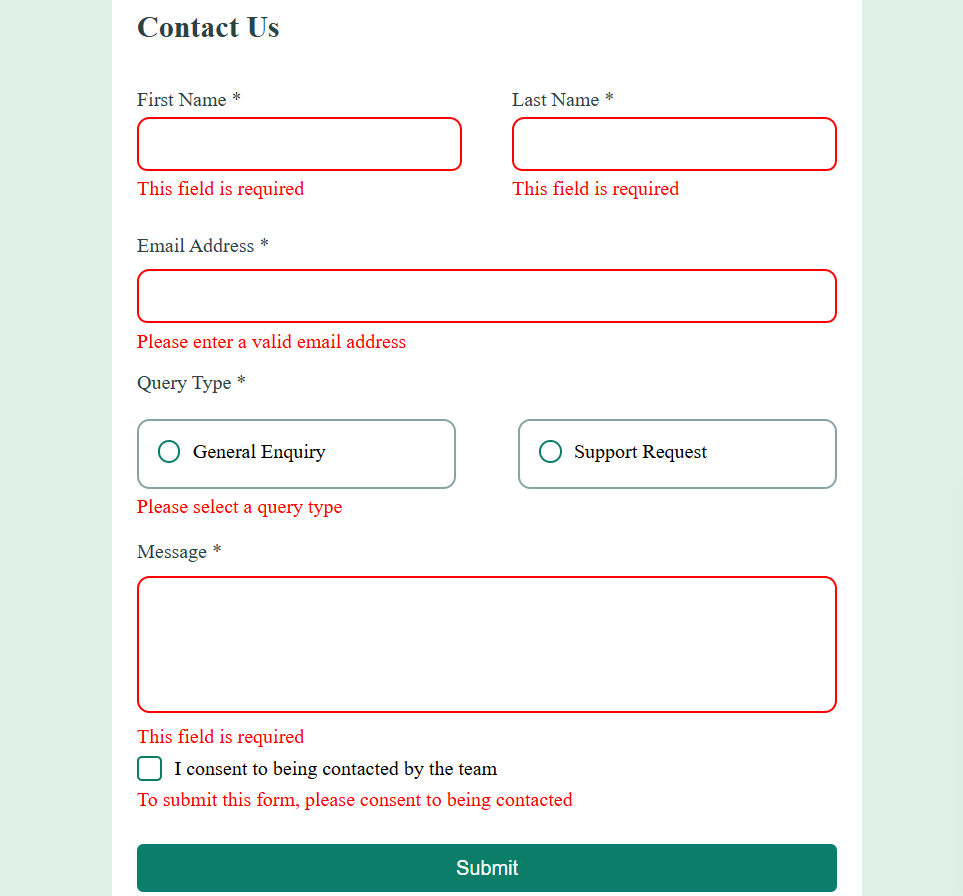 Contact Us
First Name *
Last Name *
This field is required
This field is required
Email Address *
Please enter a valid email address
Query Type *
General Enquiry
Support Request
Please select a query type
Message *
This field is required
I consent to being contacted by the team
To submit this form, please consent to being contacted
Submit